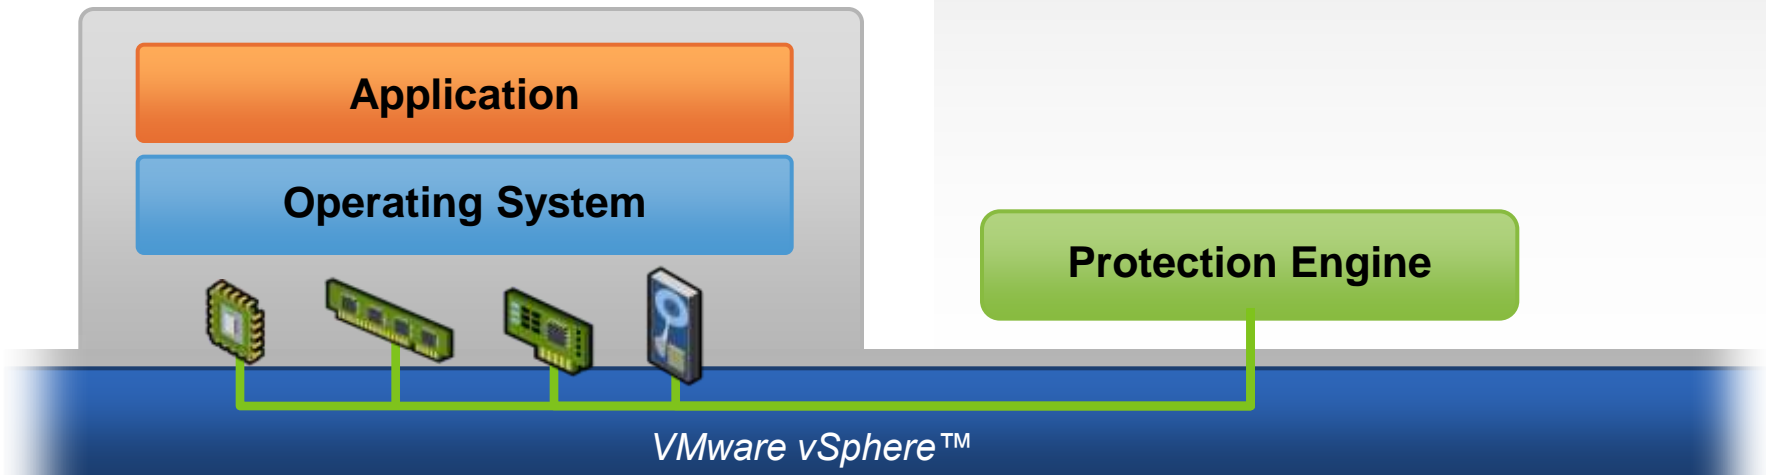 Application
Operating System
Protection Engine
VMware vSphere™